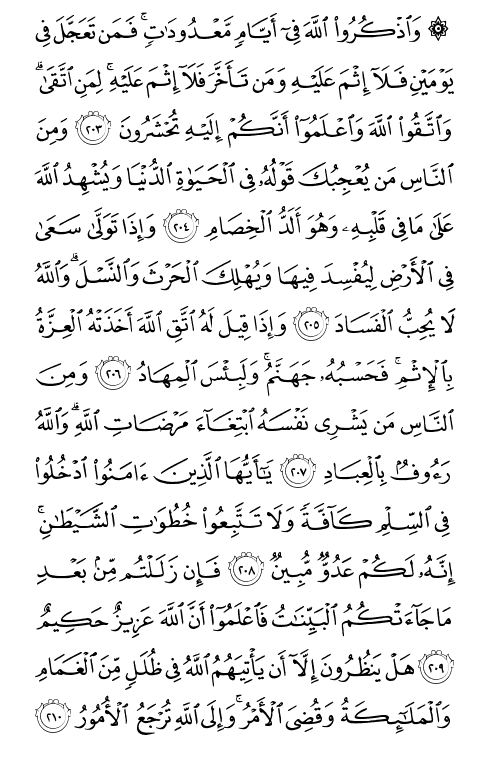 ۞ وَٱذْكُرُوا۟ ٱللَّهَ فِىٓ أَيَّامٍ مَّعْدُودَٰتٍ ۚ فَمَن تَعَجَّلَ فِى
يَوْمَيْنِ فَلَآ إِثْمَ عَلَيْهِ وَمَن تَأَخَّرَ فَلَآ إِثْمَ عَلَيْهِ ۚ لِمَنِ ٱتَّقَىٰ ۗ
وَٱتَّقُوا۟ ٱللَّهَ وَٱعْلَمُوٓا۟ أَنَّكُمْ إِلَيْهِ تُحْشَرُونَ ٢٠٣ وَمِنَ
ٱلنَّاسِ مَن يُعْجِبُكَ قَوْلُهُۥ فِى ٱلْحَيَوٰةِ ٱلدُّنْيَا وَيُشْهِدُ ٱللَّهَ
عَلَىٰ مَا فِى قَلْبِهِۦ وَهُوَ أَلَدُّ ٱلْخِصَامِ ٢٠٤ وَإِذَا تَوَلَّىٰ سَعَىٰ
فِى ٱلْأَرْضِ لِيُفْسِدَ فِيهَا وَيُهْلِكَ ٱلْحَرْثَ وَٱلنَّسْلَ ۗ وَٱللَّهُ
لَا يُحِبُّ ٱلْفَسَادَ ٢٠٥ وَإِذَا قِيلَ لَهُ ٱتَّقِ ٱللَّهَ أَخَذَتْهُ ٱلْعِزَّةُ
بِٱلْإِثْمِ ۚ فَحَسْبُهُۥ جَهَنَّمُ ۚ وَلَبِئْسَ ٱلْمِهَادُ ٢٠٦ وَمِنَ
ٱلنَّاسِ مَن يَشْرِى نَفْسَهُ ٱبْتِغَآءَ مَرْضَاتِ ٱللَّهِ ۗ وَٱللَّهُ
رَءُوفٌۢ بِٱلْعِبَادِ ٢٠٧ يَٰٓأَيُّهَا ٱلَّذِينَ ءَامَنُوا۟ ٱدْخُلُوا۟
فِى ٱلسِّلْمِ كَآفَّةً وَلَا تَتَّبِعُوا۟ خُطُوَٰتِ ٱلشَّيْطَٰنِ ۚ
إِنَّهُۥ لَكُمْ عَدُوٌّ مُّبِينٌ ٢٠٨ فَإِن زَلَلْتُم مِّنۢ بَعْدِ
مَا جَآءَتْكُمُ ٱلْبَيِّنَٰتُ فَٱعْلَمُوٓا۟ أَنَّ ٱللَّهَ عَزِيزٌ حَكِيمٌ
٢٠٩ هَلْ يَنظُرُونَ إِلَّآ أَن يَأْتِيَهُمُ ٱللَّهُ فِى ظُلَلٍ مِّنَ ٱلْغَمَامِ
وَٱلْمَلَٰٓئِكَةُ وَقُضِىَ ٱلْأَمْرُ ۚ وَإِلَى ٱللَّهِ تُرْجَعُ ٱلْأُمُورُ ٢١٠